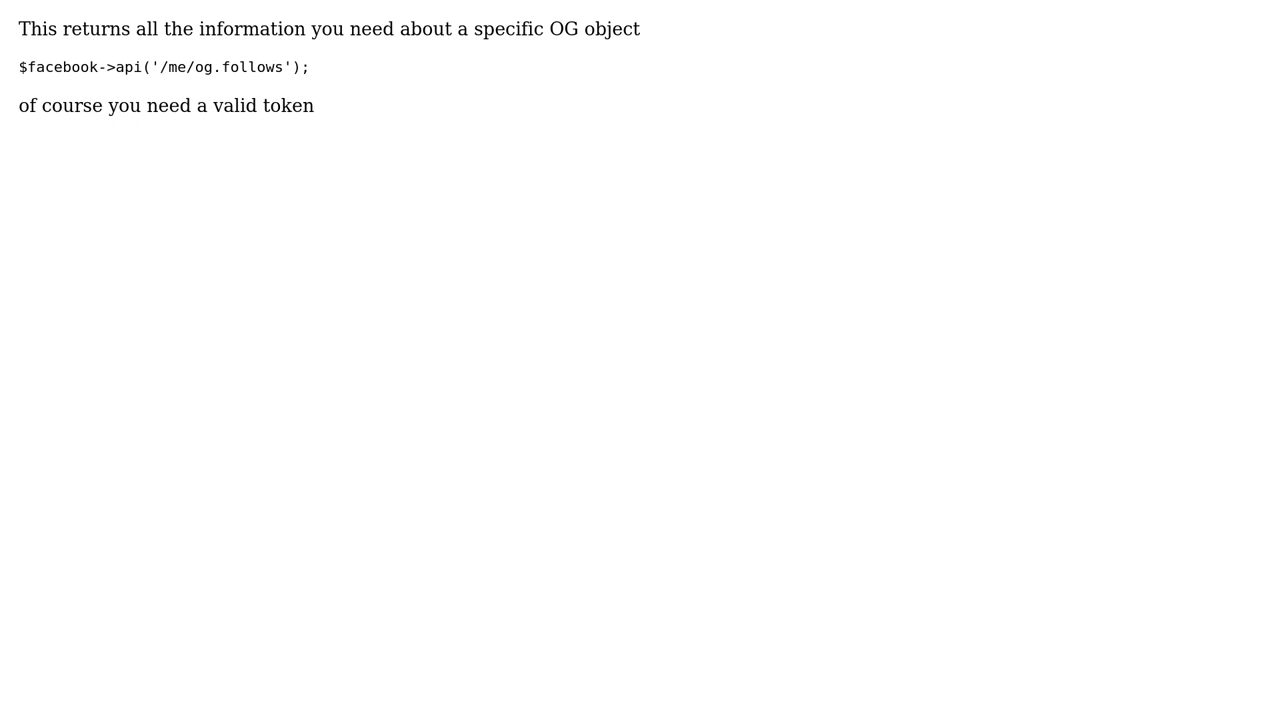 This returns all the information you need about a specific OG object
$facebook->api('/me/og.follows');
of course you need a valid token